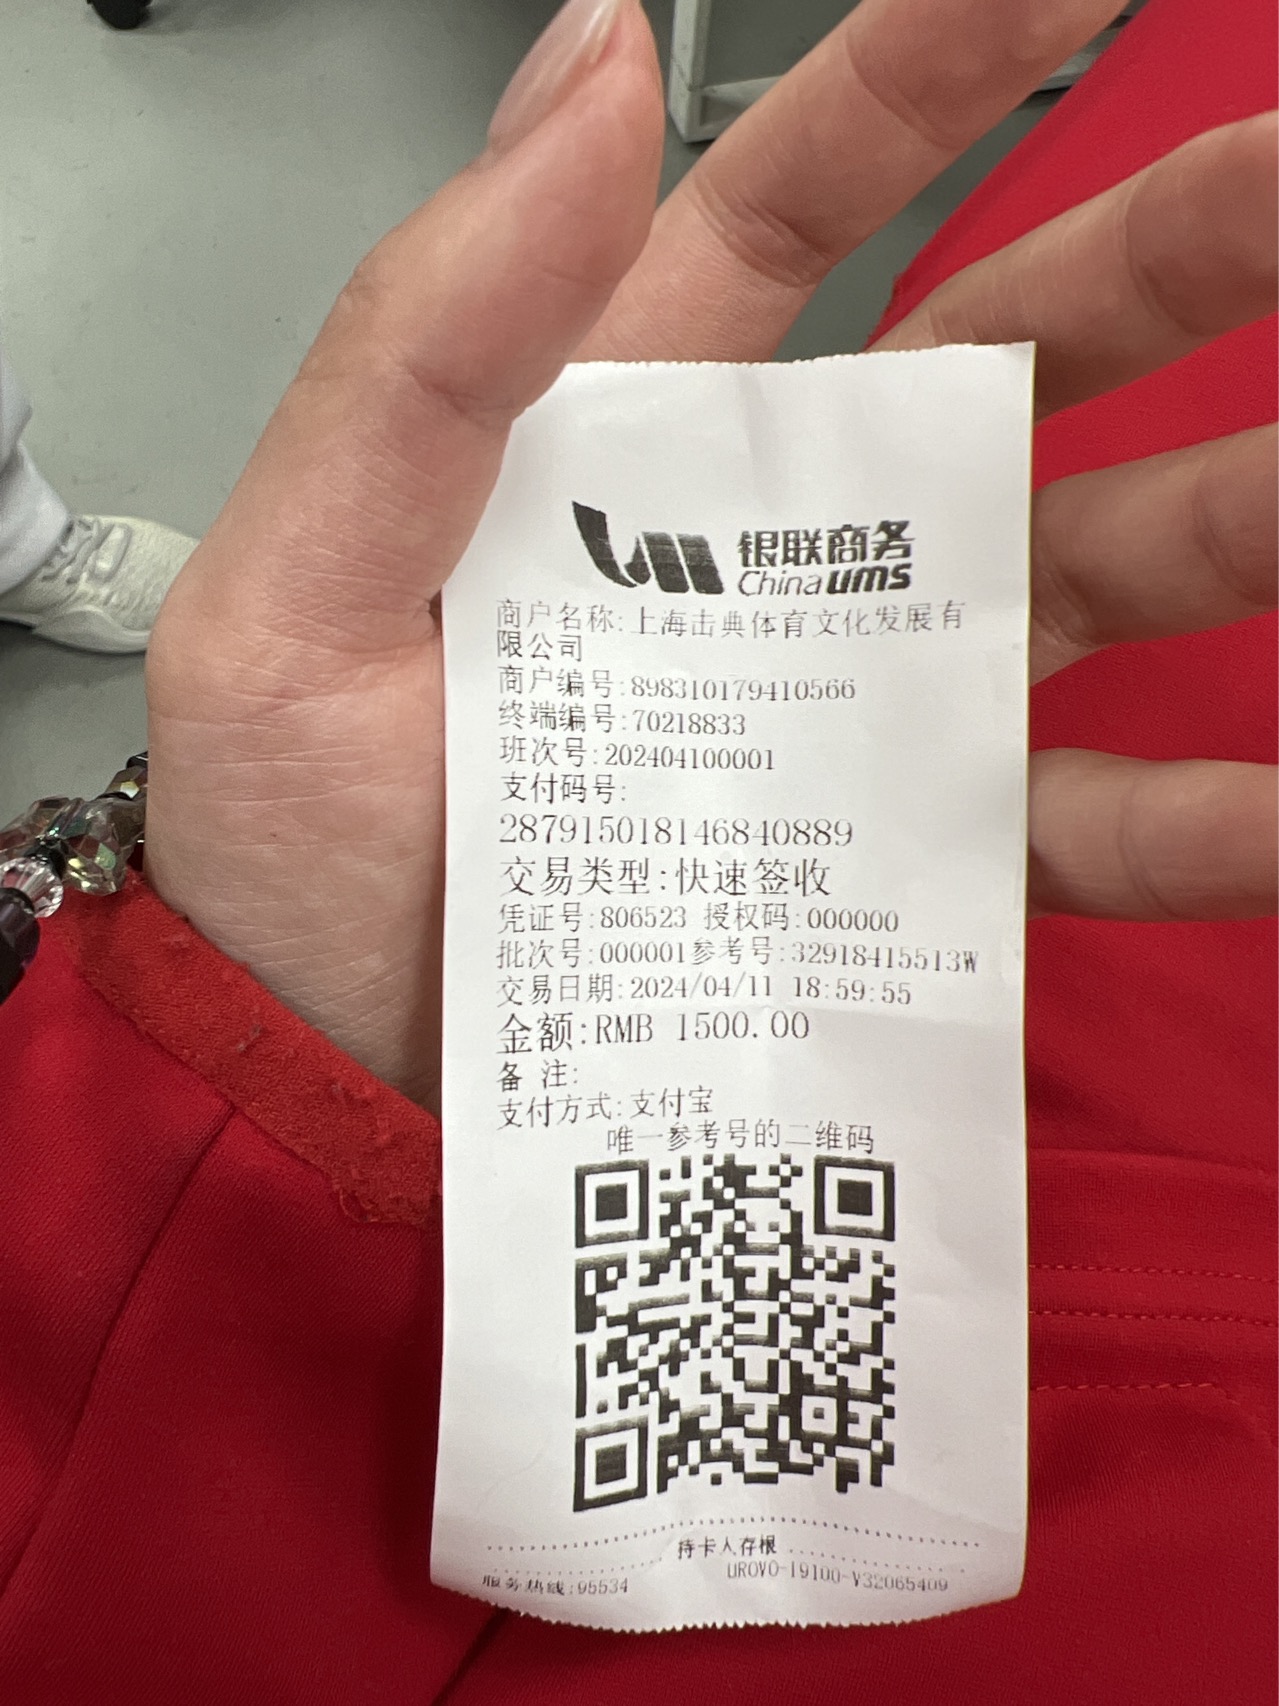 银联商务
Chinaums
商户名称:上海击典体育文化发展有
限公司
商户编号:898310179410566
终端编号:70218833
班次号:202404100001
支付码号:
287915018146840889
交易类型:快速签收
凭证号:806523 授权码:000000
批次号:000001参考号:32918415513W
交易日期:2024/04/11 18:59:55
金额:RMB 1500.00
备 注:
支付方式:支付宝
唯一参考号的二维码
持卡人存根
服务热线:95534 UROVO-I9100-V32065409